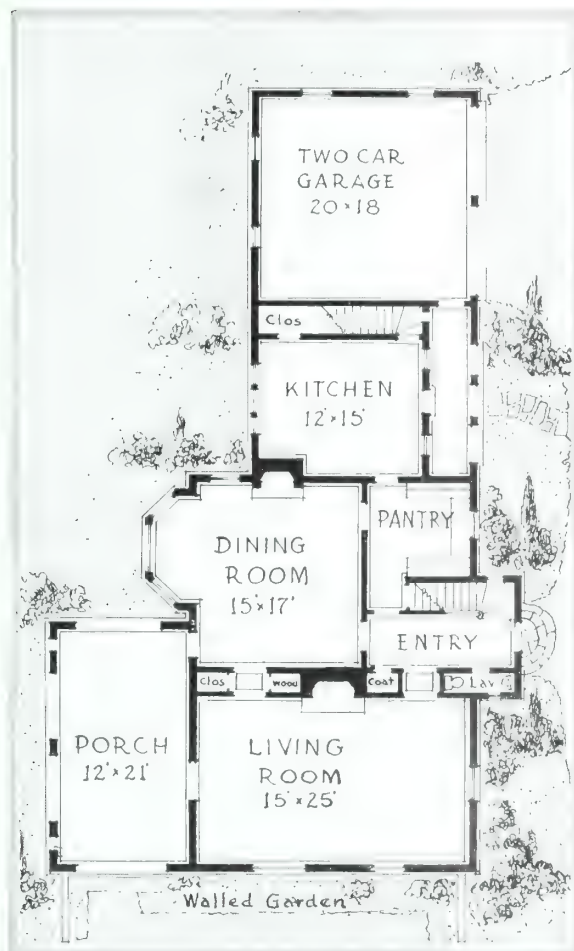 TWO CAR
GARAGE
20×18
Clos
KITCHEN
12'×15'
PANTRY
DINING
ROOM
15'×17'
ENTRY
Clos
WOOD
Coat
Lav
PORCH
12'×21'
LIVING
ROOM
15'×25'
Walled Garden